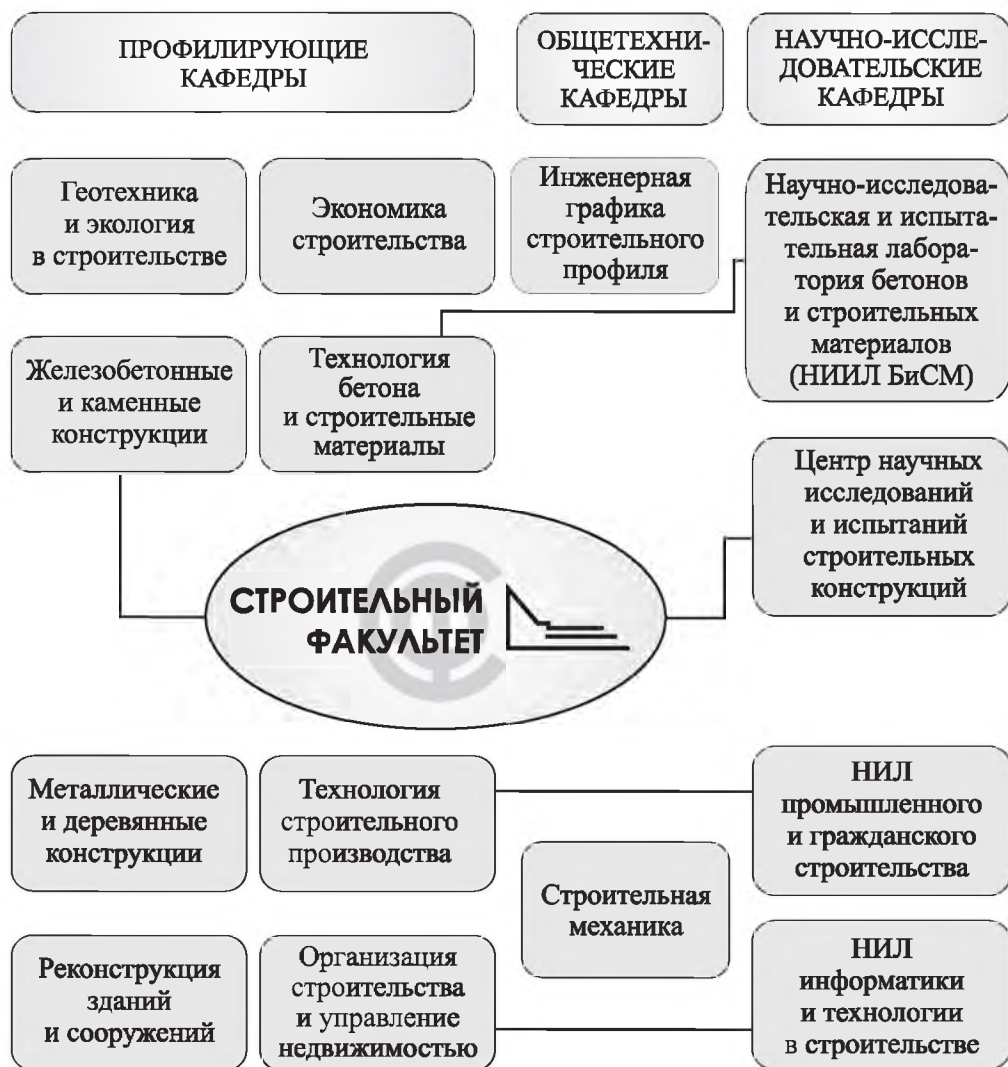 ПРОФИЛИРУЮЩИЕ
КАФЕДРЫ
ОБЩЕТЕХНИ-
ЧЕСКИЕ
КАФЕДРЫ
НАУЧНО-ИССЛЕ-
ДОВАТЕЛЬСКИЕ
КАФЕДРЫ
Геотехника
и экология
в строительстве
Экономика
строительства
Инженерная
графика
строительного
профиля
Научно-исследова-
тельская и испыта-
тельная лабора-
тория бетонов
и строительных
материалов
(НИИЛ БиСМ)
Железобетонные
и каменные
конструкции
Технология
бетона
и строительные
материалы
Центр научных
исследований
и испытаний
строительных
конструкций
СТРОИТЕЛЬНЫЙ
ФАКУЛЬТЕТ
Металлические
и деревянные
конструкции
Технология
строительного
производства
Строительная
механика
НИЛ
промышленного
и гражданского
строительства
Реконструкция
зданий
и сооружений
Организация
строительства
и управление
недвижимостью
НИЛ
информатики
и технологии
в строительстве